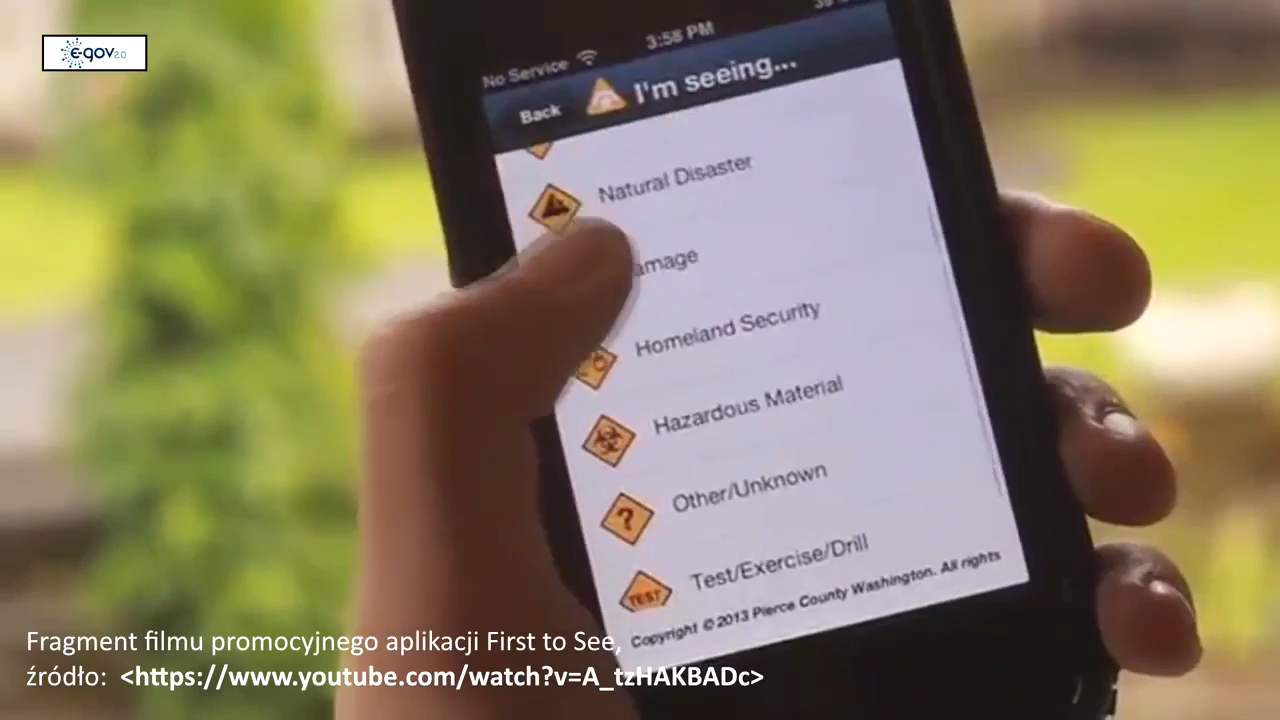 e-gov 2.0
No Service 3:58 PM
Back I'm seeing...
Natural Disaster
amage
Homeland Security
Hazardous Material
Other/Unknown
TEST Test/Exercise/Drill
Copyright © 2013 Pierce County Washington. All rights
Fragment filmu promocyjnego aplikacji First to See,
źródło: <https://www.youtube.com/watch?v=A_tzHAKBADc>